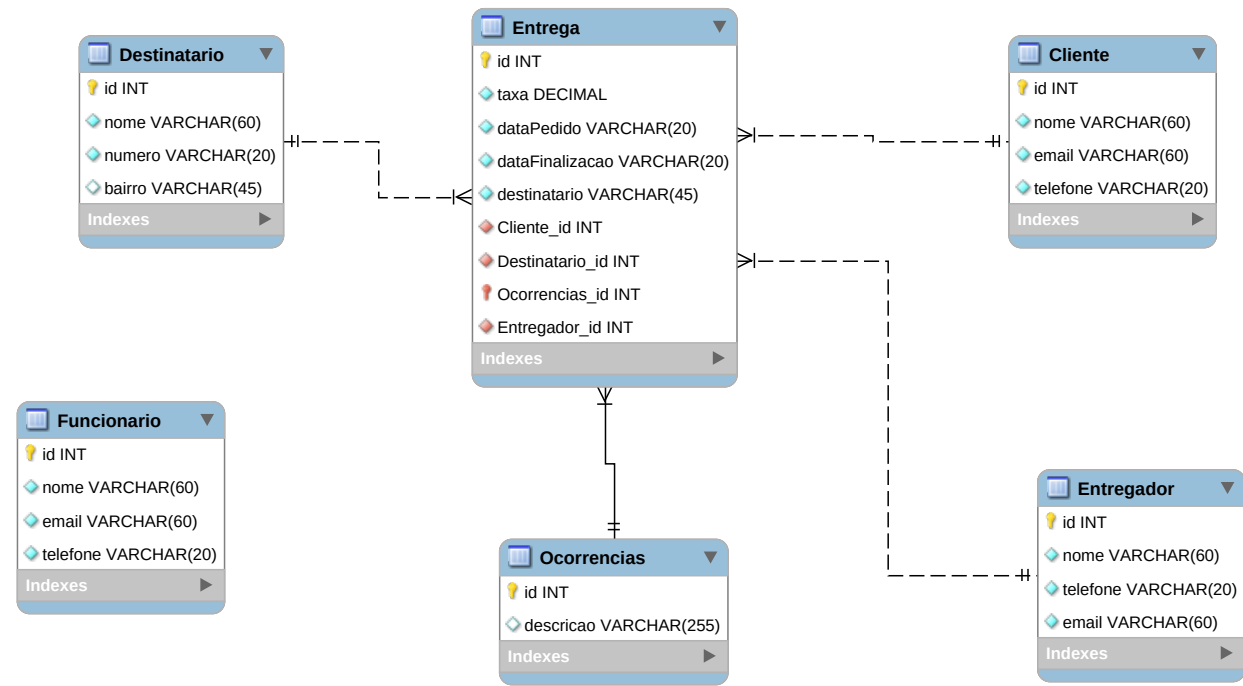 Destinatario
id INT
nome VARCHAR(60)
numero VARCHAR(20)
bairro VARCHAR(45)
Indexes
Entrega
id INT
taxa DECIMAL
dataPedido VARCHAR(20)
dataFinalizacao VARCHAR(20)
destinatario VARCHAR(45)
Cliente_id INT
Destinatario_id INT
Ocorrencias_id INT
Entregador_id INT
Indexes
Cliente
id INT
nome VARCHAR(60)
email VARCHAR(60)
telefone VARCHAR(20)
Indexes
Funcionario
id INT
nome VARCHAR(60)
email VARCHAR(60)
telefone VARCHAR(20)
Indexes
Ocorrencias
id INT
descricao VARCHAR(255)
Indexes
Entregador
id INT
nome VARCHAR(60)
telefone VARCHAR(20)
email VARCHAR(60)
Indexes